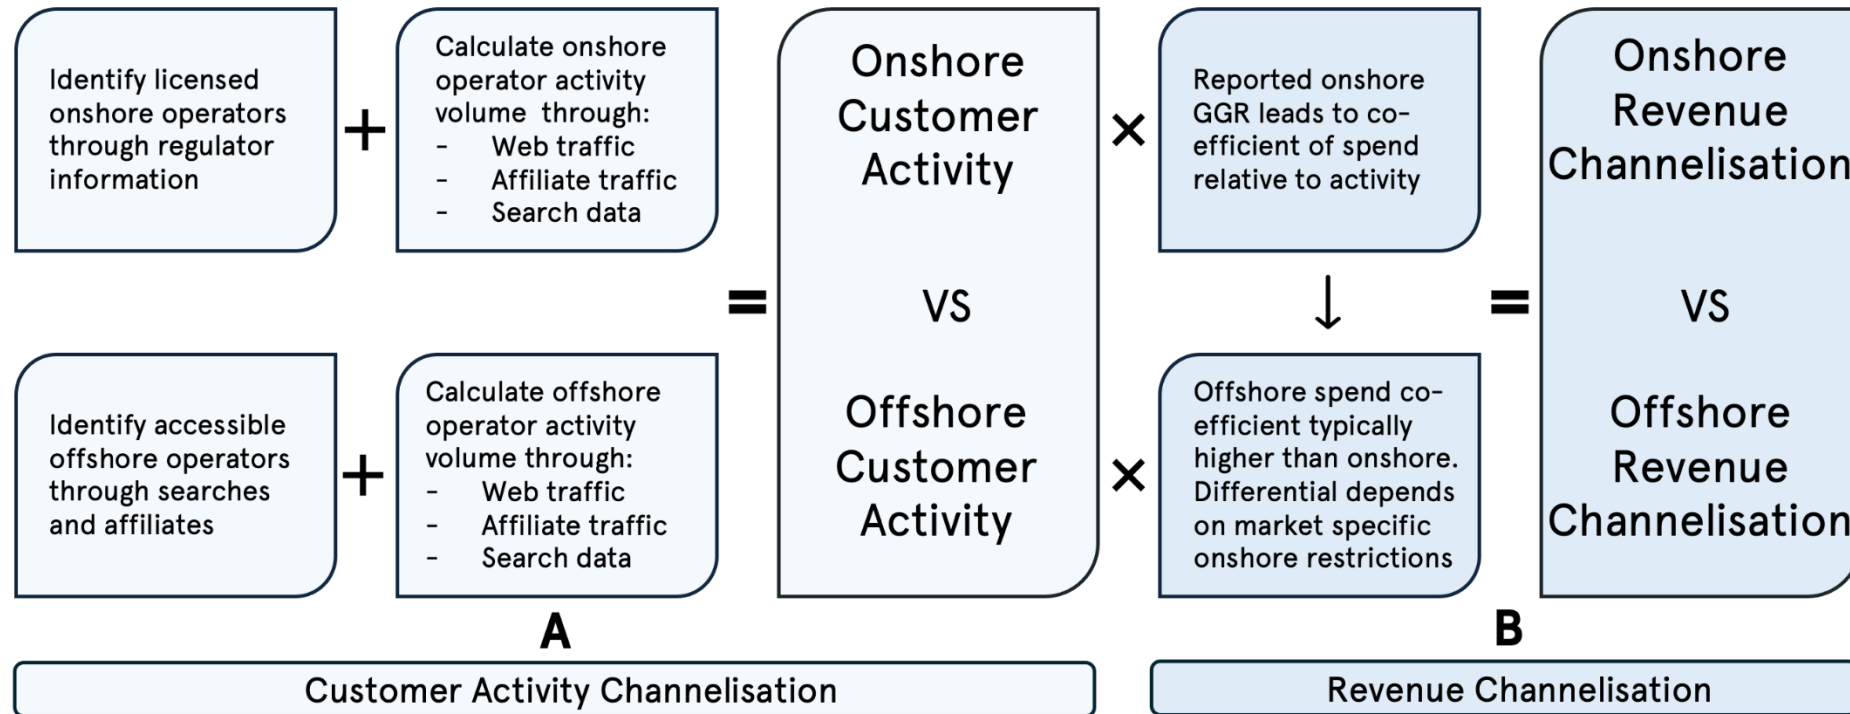 Identify licensed
onshore operators
through regulator
information
+
Calculate onshore
operator activity
volume through:
- Web traffic
- Affiliate traffic
- Search data
Identify accessible
offshore operators
through searches
and affiliates
+
Calculate offshore
operator activity
volume through:
- Web traffic
- Affiliate traffic
- Search data
=
Onshore
Customer
Activity
VS
Offshore
Customer
Activity
×
Reported onshore
GGR leads to co-
efficient of spend
relative to activity
↓
×
Offshore spend co-
efficient typically
higher than onshore.
Differential depends
on market specific
onshore restrictions
=
Onshore
Revenue
Channelisation
VS
Offshore
Revenue
Channelisation
A
Customer Activity Channelisation
B
Revenue Channelisation